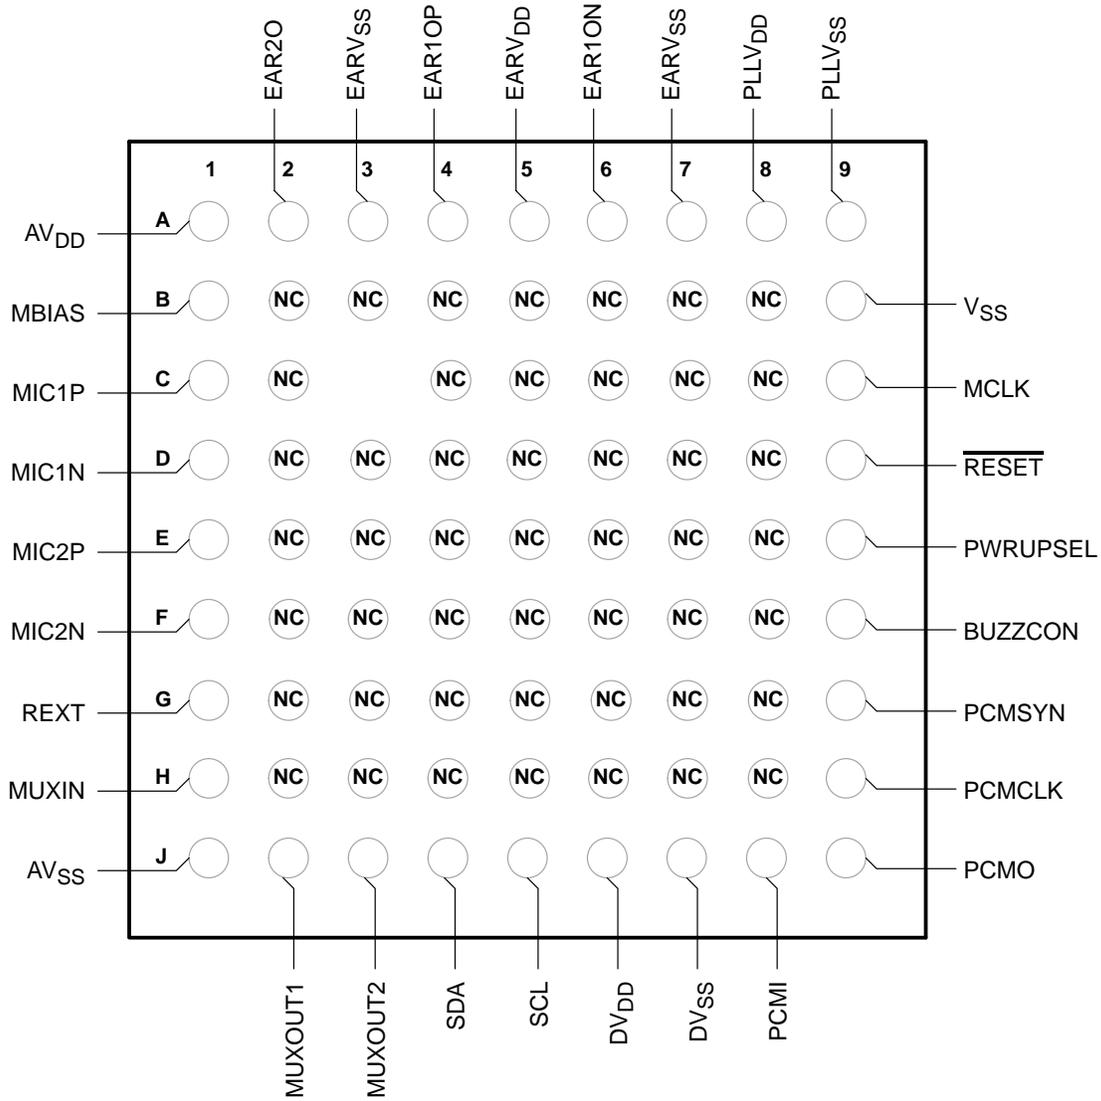 EAR2O EARVSS EAR1OP EARVDD EAR1ON EARVSS PLLVDD PLLVSS
1 2 3 4 5 6 7 8 9
AVDD A
MBIAS B NC NC NC NC NC NC NC VSS
MIC1P C NC NC NC NC NC NC MCLK
MIC1N D NC NC NC NC NC NC NC RESET
MIC2P E NC NC NC NC NC NC NC PWRUPSEL
MIC2N F NC NC NC NC NC NC NC BUZZCON
REXT G NC NC NC NC NC NC NC PCMSYN
MUXIN H NC NC NC NC NC NC NC PCMCLK
AVSS J PCMO
MUXOUT1 MUXOUT2 SDA SCL DVDD DVSS PCMI